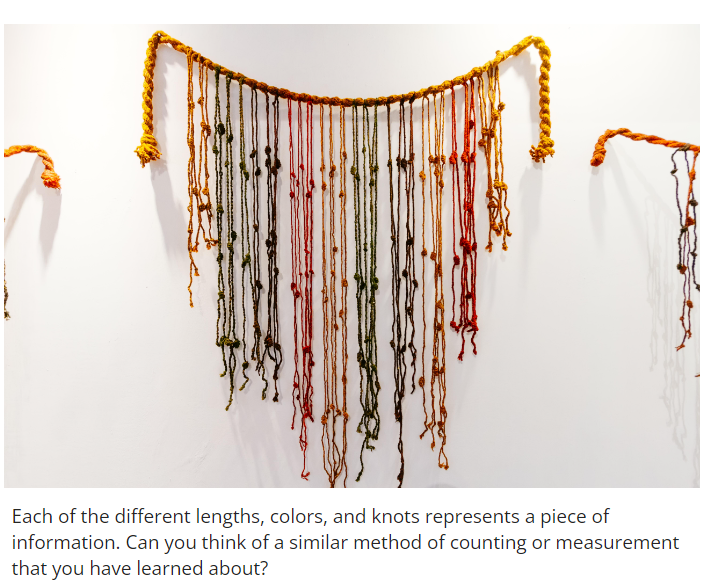 Each of the different lengths, colors, and knots represents a piece of
information. Can you think of a similar method of counting or measurement
that you have learned about?